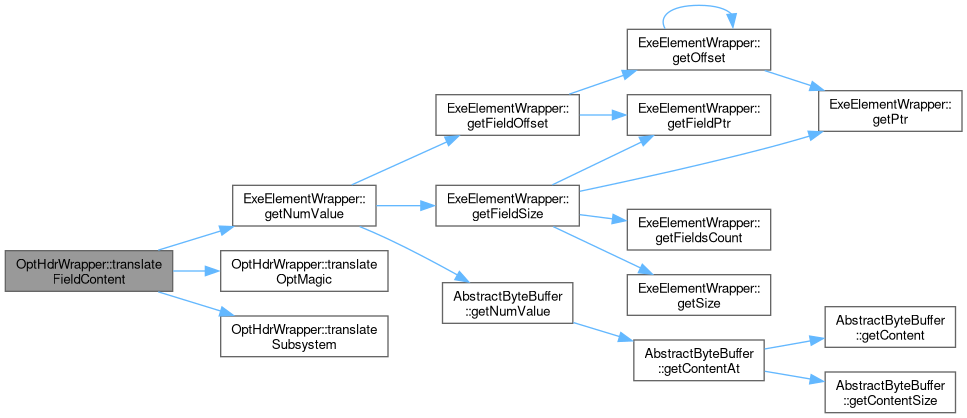 OptHdrWrapper::translate
FieldContent
ExeElementWrapper::
getNumValue
OptHdrWrapper::translate
OptMagic
OptHdrWrapper::translate
Subsystem
ExeElementWrapper::
getFieldOffset
ExeElementWrapper::
getFieldSize
AbstractByteBuffer
::getNumValue
ExeElementWrapper::
getOffset
ExeElementWrapper::
getFieldPtr
ExeElementWrapper::
getFieldsCount
ExeElementWrapper::
getSize
AbstractByteBuffer
::getContentAt
ExeElementWrapper::
getPtr
AbstractByteBuffer
::getContent
AbstractByteBuffer
::getContentSize